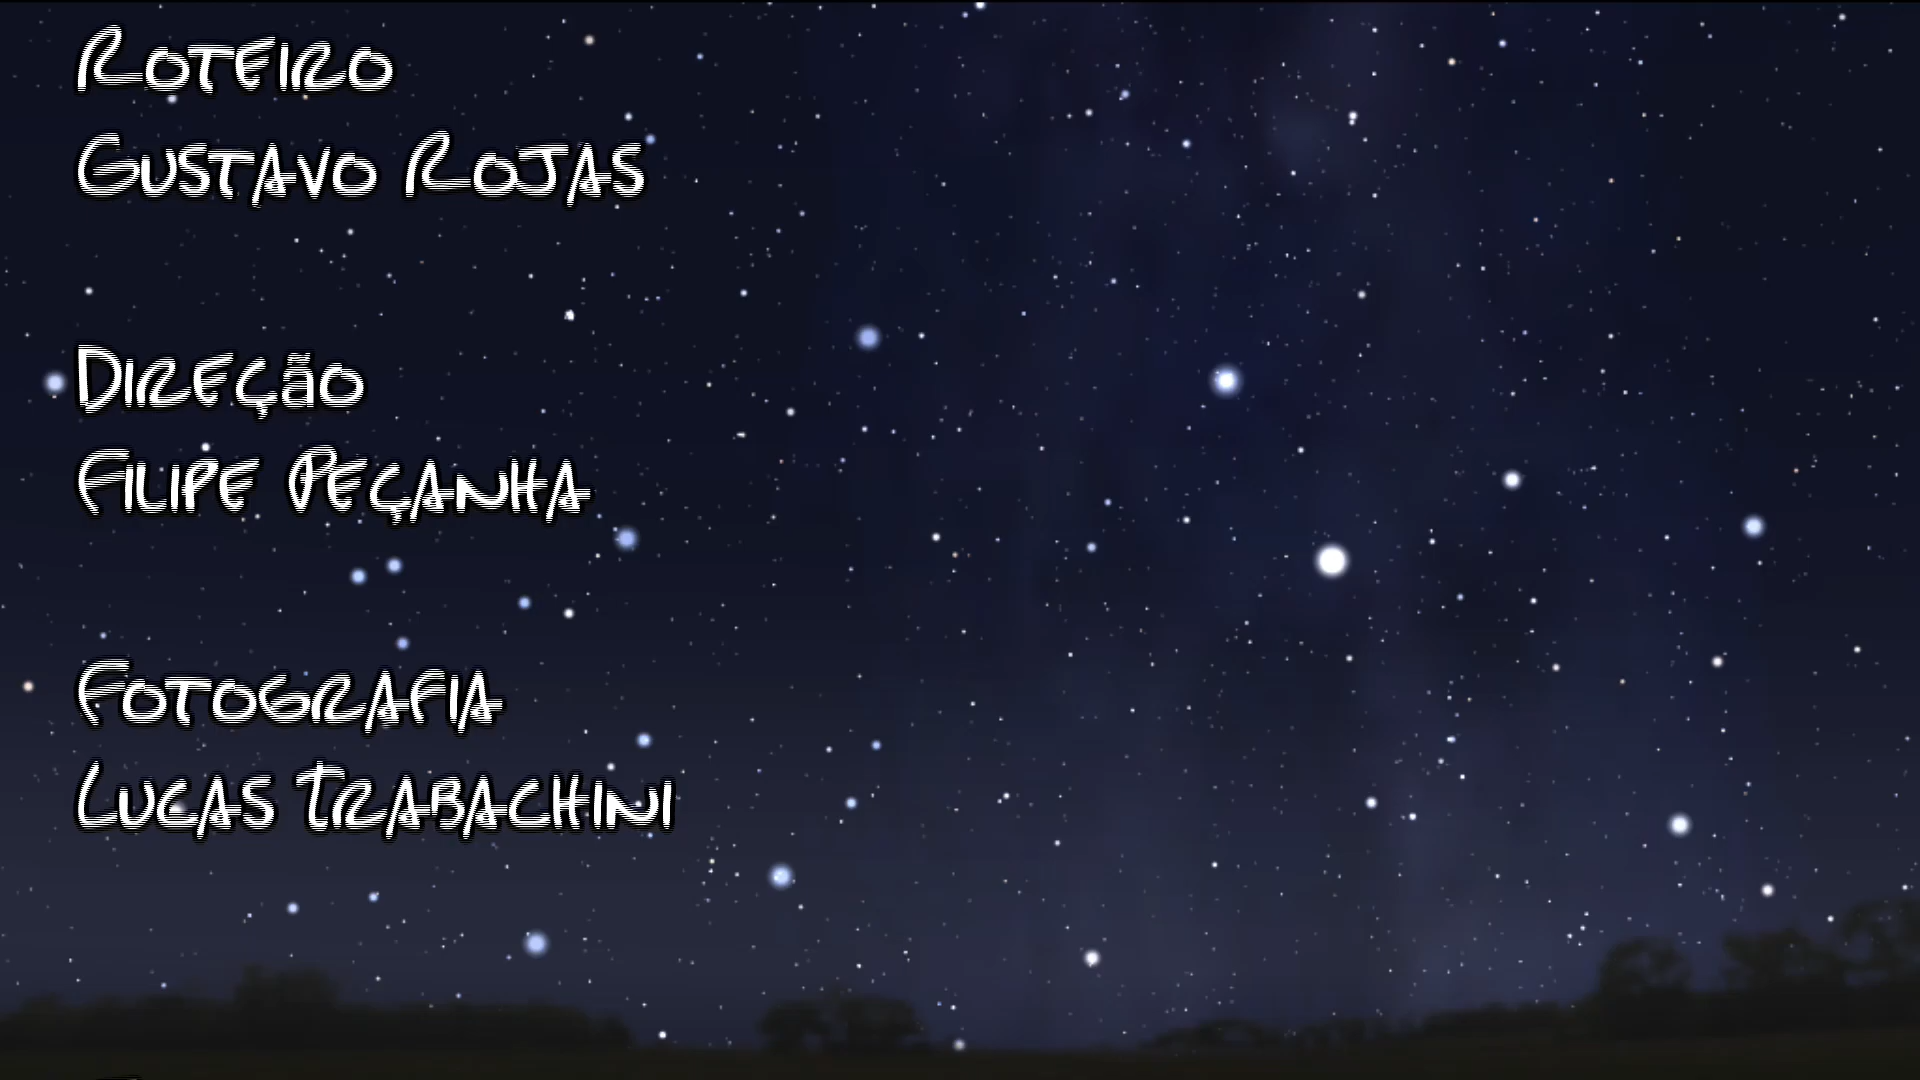 Roteiro
Gustavo Rojas
Direção
Filipe Peçanha
Fotografia
Lucas Trabachini